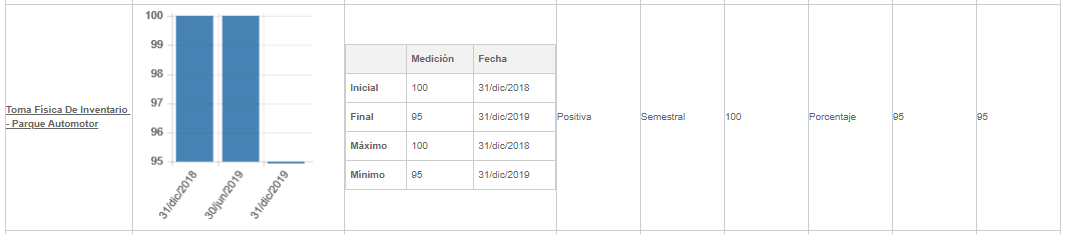 Toma Física De Inventario
- Parque Automotor
100
99
98
97
96
95
31/dic/2018
30/jun/2019
31/dic/2019
Medición Fecha
Inicial 100 31/dic/2018
Final 95 31/dic/2019
Máximo 100 31/dic/2018
Mínimo 95 31/dic/2019
Positiva
Semestral
100
Porcentaje
95
95